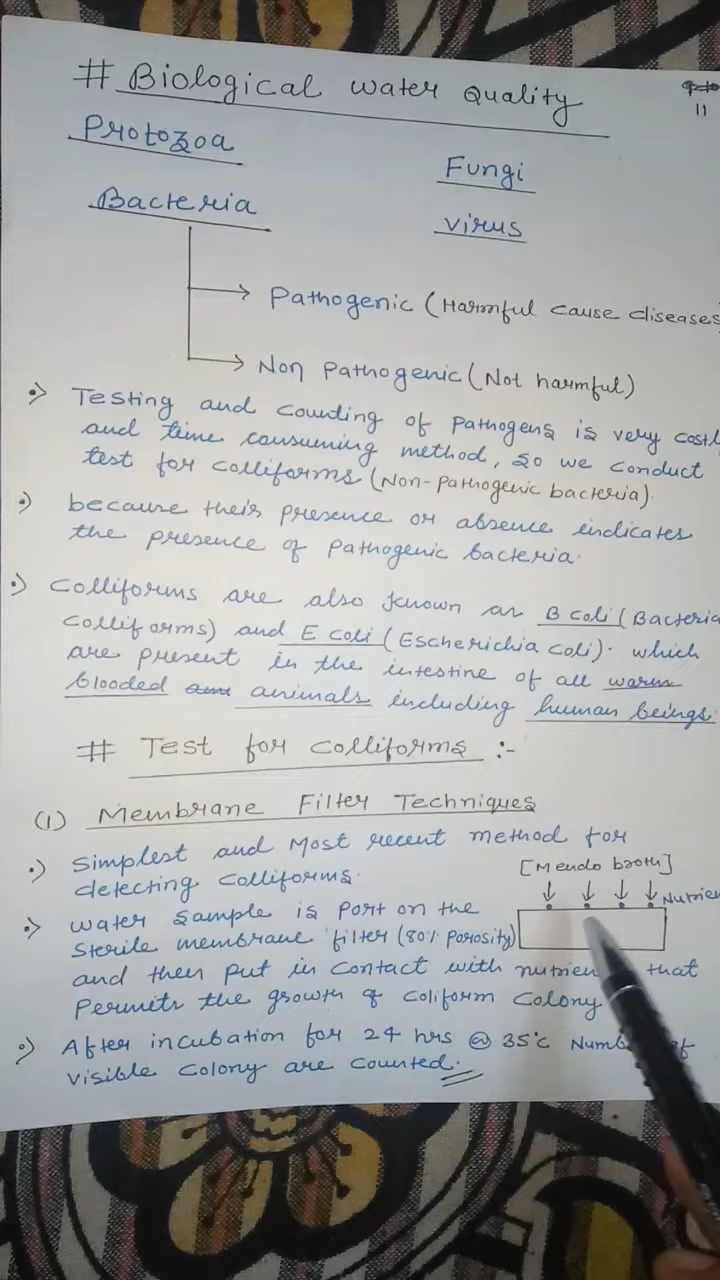 # Biological water Quality
11
Protozoa
Fungi
Bacteria
virus
Pathogenic (Harmful cause diseases
Non Pathogenic (Not harmful)
Testing and counting of pathogens is very costl
and time consuming method, so we conduct
test for colliforms (Non-pathogenic bacteria).
because their presence or absence indicates
the presence of pathogenic bacteria.
colliforms are also known as B coli (Bacteria
colliforms) and E coli (Escherichia coli). which
are present in the intestine of all warm
blooded animals including human beings.
# Test for colliforms :-
(1) Membrane Filter Techniques
Simplest and Most recent method for
detecting colliforms.
[Mendo broth]
Nutrien
water sample is port on the
sterile membrane filter (80% Porosity)
and then put in contact with nutrien that
Permits the growth of coliform colony
After incubation for 24 hrs @ 35°c Numb of
visible colony are counted.